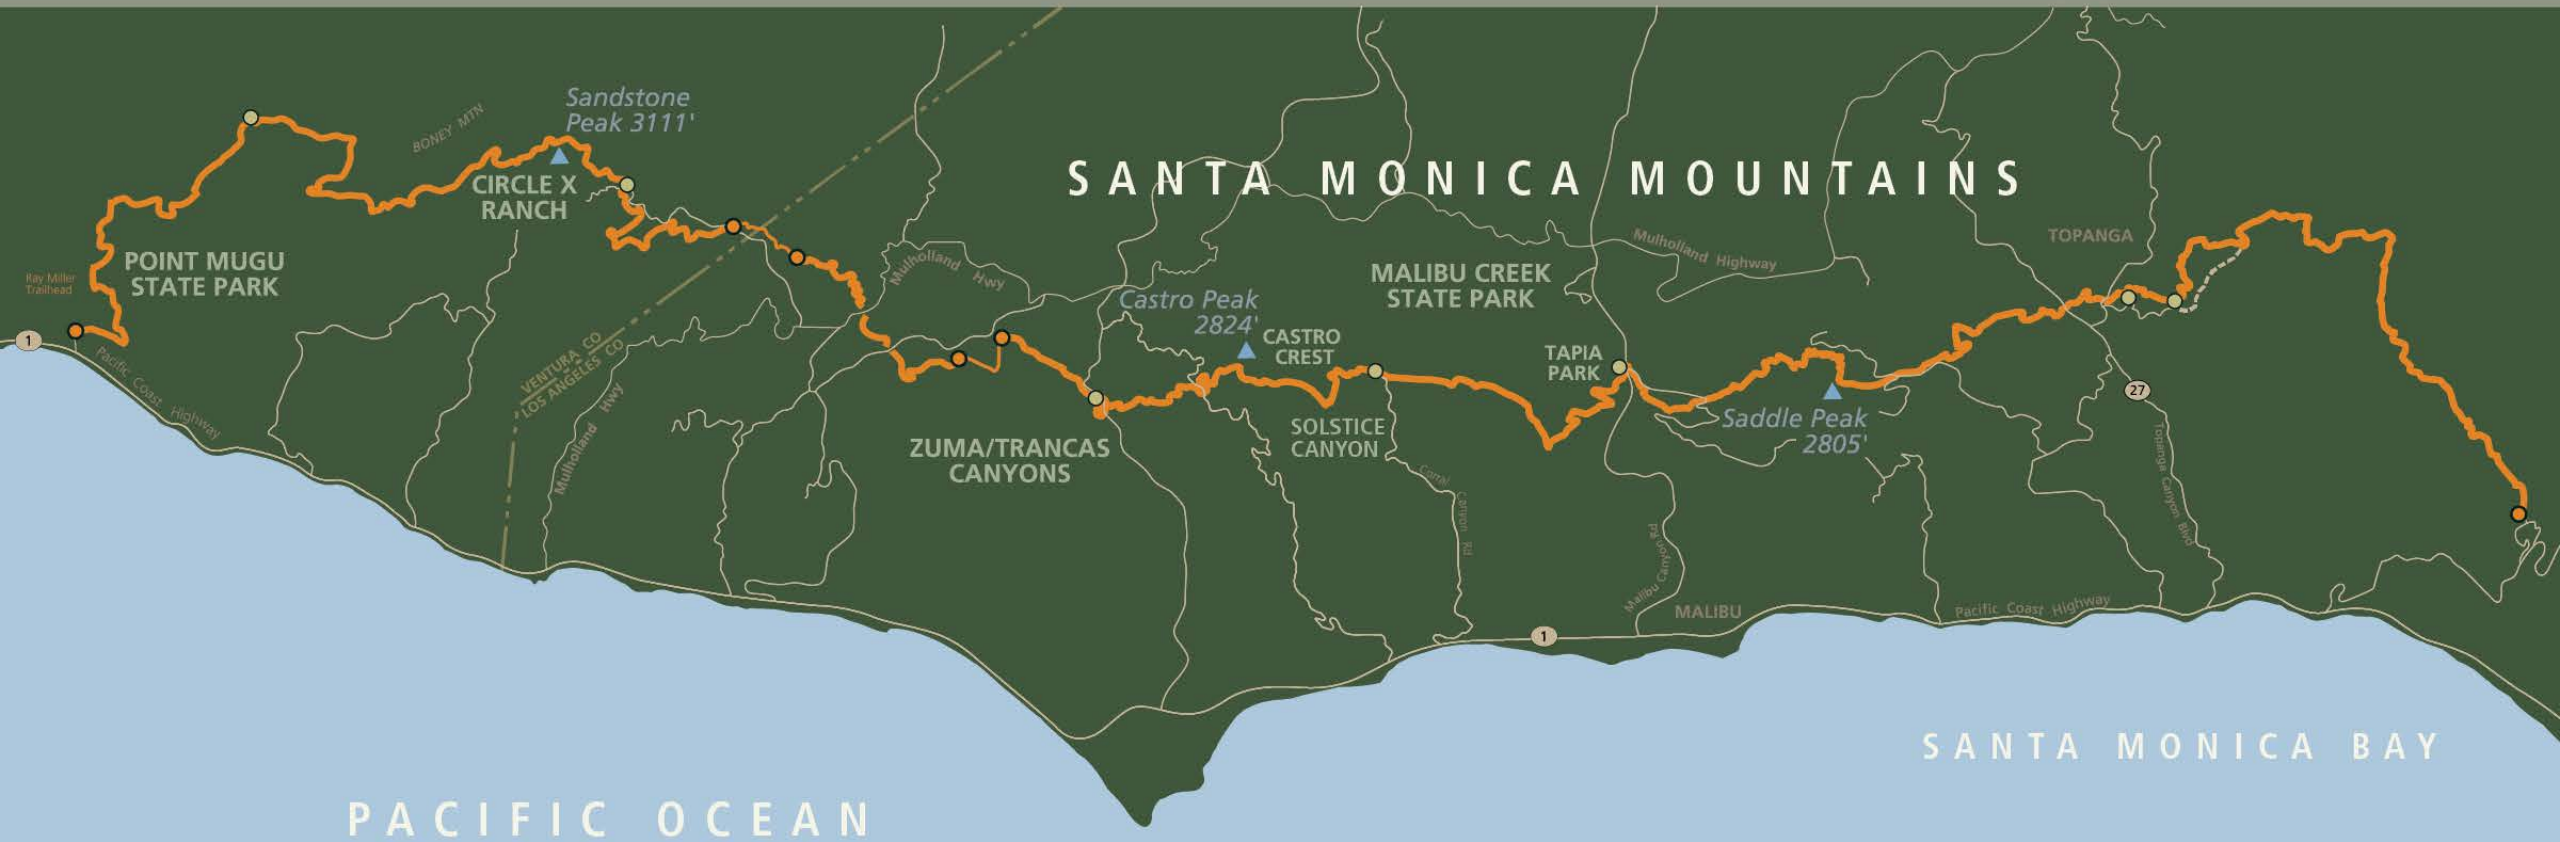 Sandstone
Peak 3111'
BONEY MTN
SANTA MONICA MOUNTAINS
CIRCLE X
RANCH
POINT MUGU
STATE PARK
Ray Miller
Trailhead
1
Pacific Coast Highway
VENTURA CO
LOS ANGELES CO
Mulholland Hwy
Mulholland Hwy
Castro Peak
2824'
CASTRO
CREST
MALIBU CREEK
STATE PARK
Mulholland Highway
TOPANGA
TAPIA
PARK
Saddle Peak
2805'
27
Topanga Canyon Blvd
ZUMA/TRANCAS
CANYONS
SOLSTICE
CANYON
Corral Canyon Rd
Malibu Canyon Rd
MALIBU
1
Pacific Coast Highway
SANTA MONICA BAY
PACIFIC OCEAN